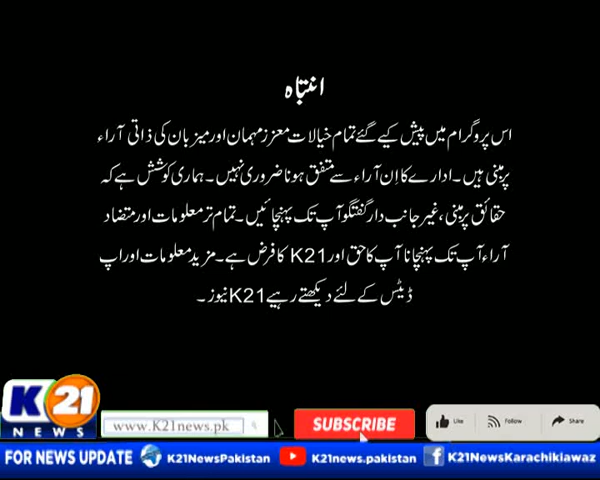 انتباہ
اس پروگرام میں پیش کیے گئے تمام خیالات معزز مہمان اور میزبان کی ذاتی آراء
پر مبنی ہیں۔ ادارے کا اِن آراء سے متفق ہونا ضروری نہیں۔ ہماری کوشش ہے کہ
حقائق پر مبنی، غیر جانب دار گفتگو آپ تک پہنچائیں۔ تمام تر معلومات اور متضاد
آراء آپ تک پہنچانا آپ کا حق اور K21 کا فرض ہے۔ مزید معلومات اور اپ
ڈیٹس کے لئے دیکھتے رہیے K21 نیوز۔
K21
NEWS
www.K21news.pk
SUBSCRIBE
Like
Follow
Share
FOR NEWS UPDATE
K21NewsPakistan
K21news.pakistan
K21NewsKarachikiawaz